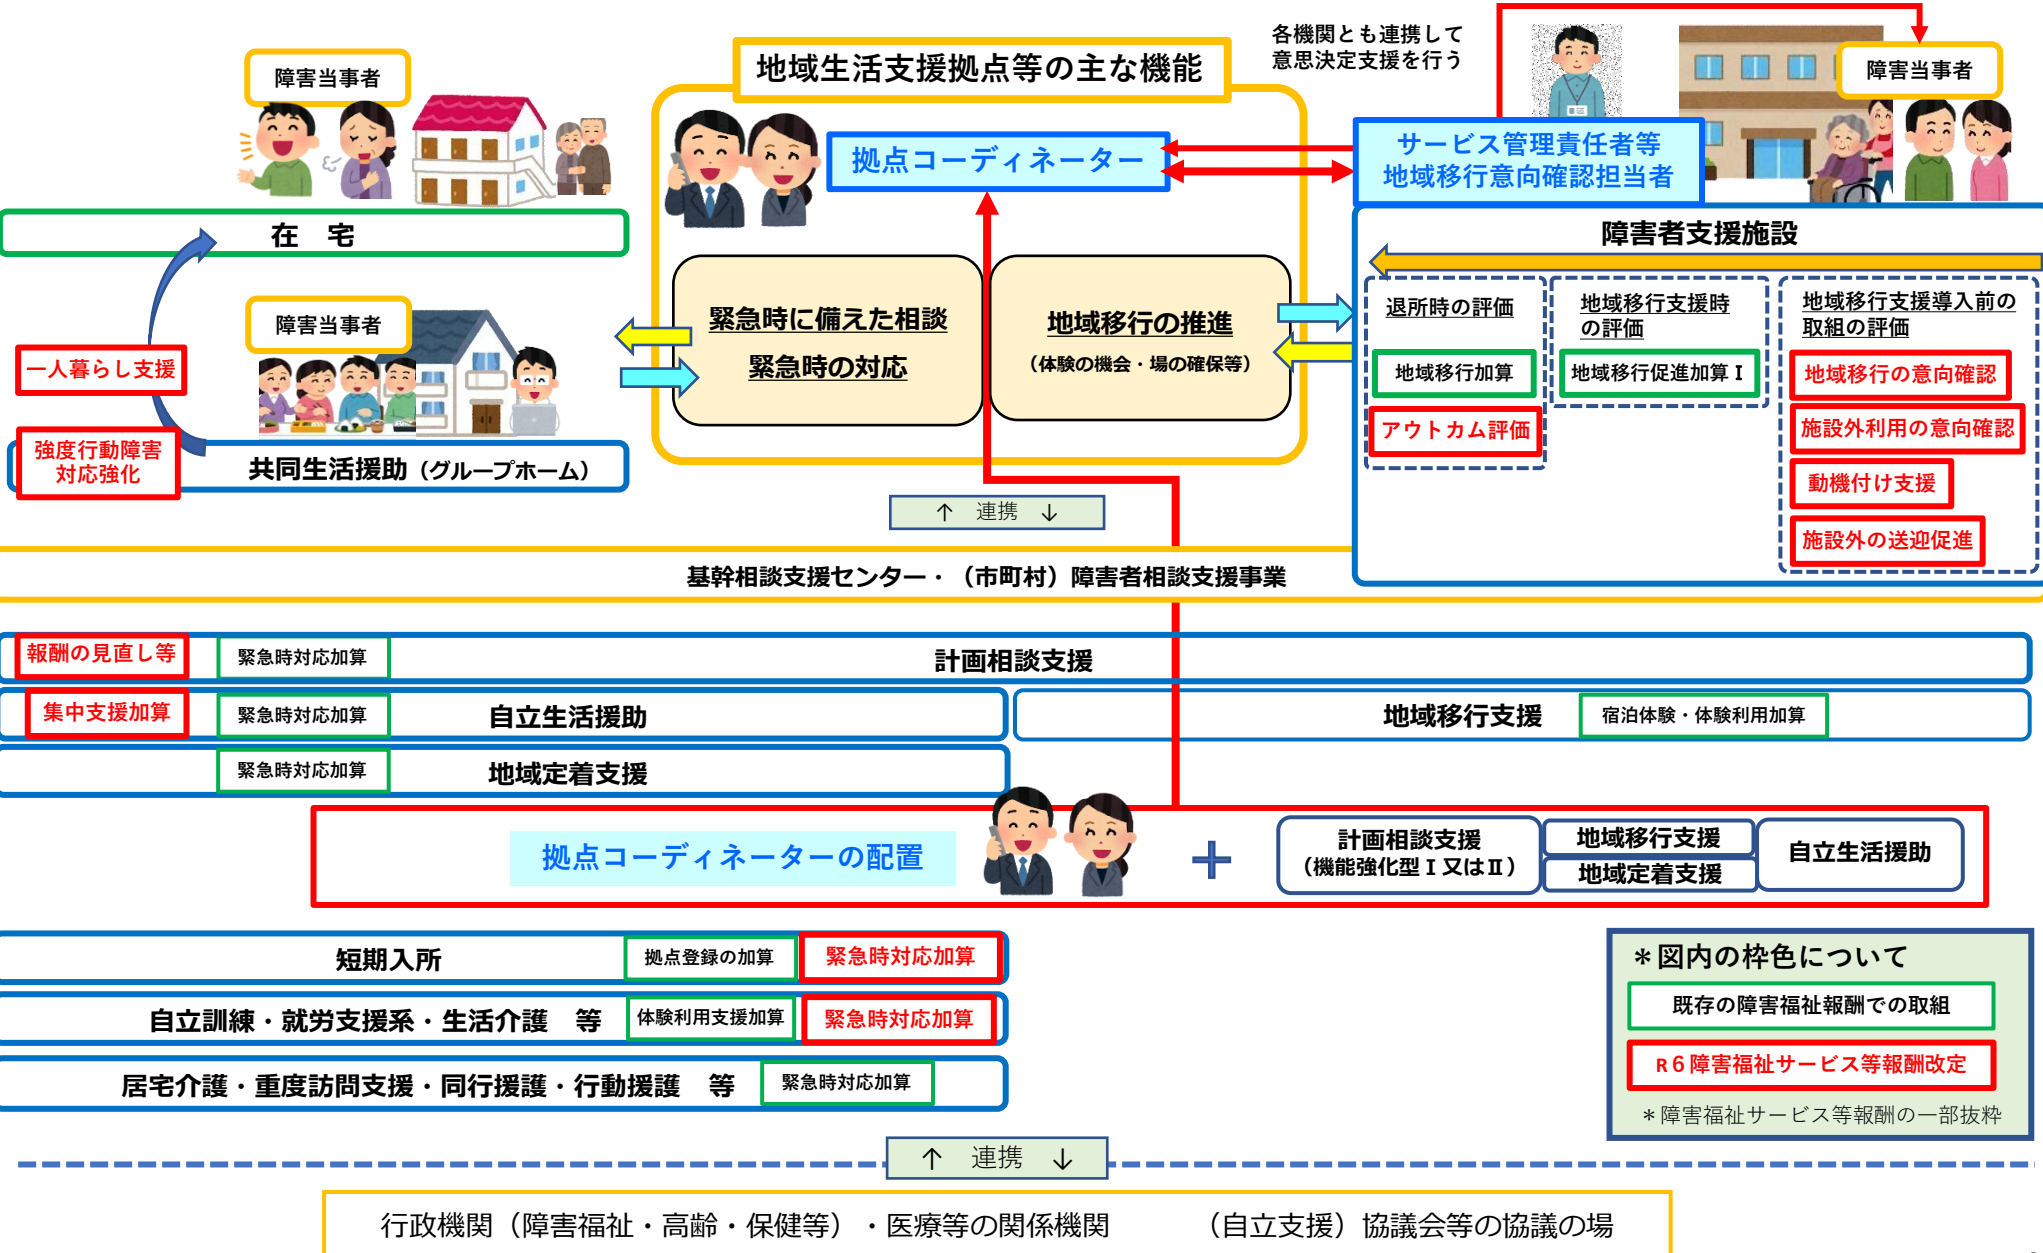 地域生活支援拠点等の主な機能
各機関とも連携して
意思決定支援を行う
障害当事者
障害当事者
拠点コーディネーター
サービス管理責任者等
地域移行意向確認担当者
在　宅
障害者支援施設
障害当事者
緊急時に備えた相談
緊急時の対応
地域移行の推進
（体験の機会・場の確保等）
退所時の評価
地域移行加算
アウトカム評価
地域移行支援時
の評価
地域移行促進加算Ⅰ
地域移行支援導入前の
取組の評価
地域移行の意向確認
施設外利用の意向確認
動機付け支援
施設外の送迎促進
一人暮らし支援
強度行動障害
対応強化
共同生活援助（グループホーム）
↑　連携　↓
基幹相談支援センター・（市町村）障害者相談支援事業
報酬の見直し等
緊急時対応加算
計画相談支援
集中支援加算
緊急時対応加算
自立生活援助
地域移行支援
宿泊体験・体験利用加算
緊急時対応加算
地域定着支援
拠点コーディネーターの配置
＋
計画相談支援
（機能強化型Ⅰ又はⅡ）
地域移行支援
地域定着支援
自立生活援助
短期入所
拠点登録の加算
緊急時対応加算
自立訓練・就労支援系・生活介護　等
体験利用支援加算
緊急時対応加算
居宅介護・重度訪問支援・同行援護・行動援護　等
緊急時対応加算
＊図内の枠色について
既存の障害福祉報酬での取組
R６障害福祉サービス等報酬改定
＊障害福祉サービス等報酬の一部抜粋
↑　連携　↓
行政機関（障害福祉・高齢・保健等）・医療等の関係機関　　　（自立支援）協議会等の協議の場